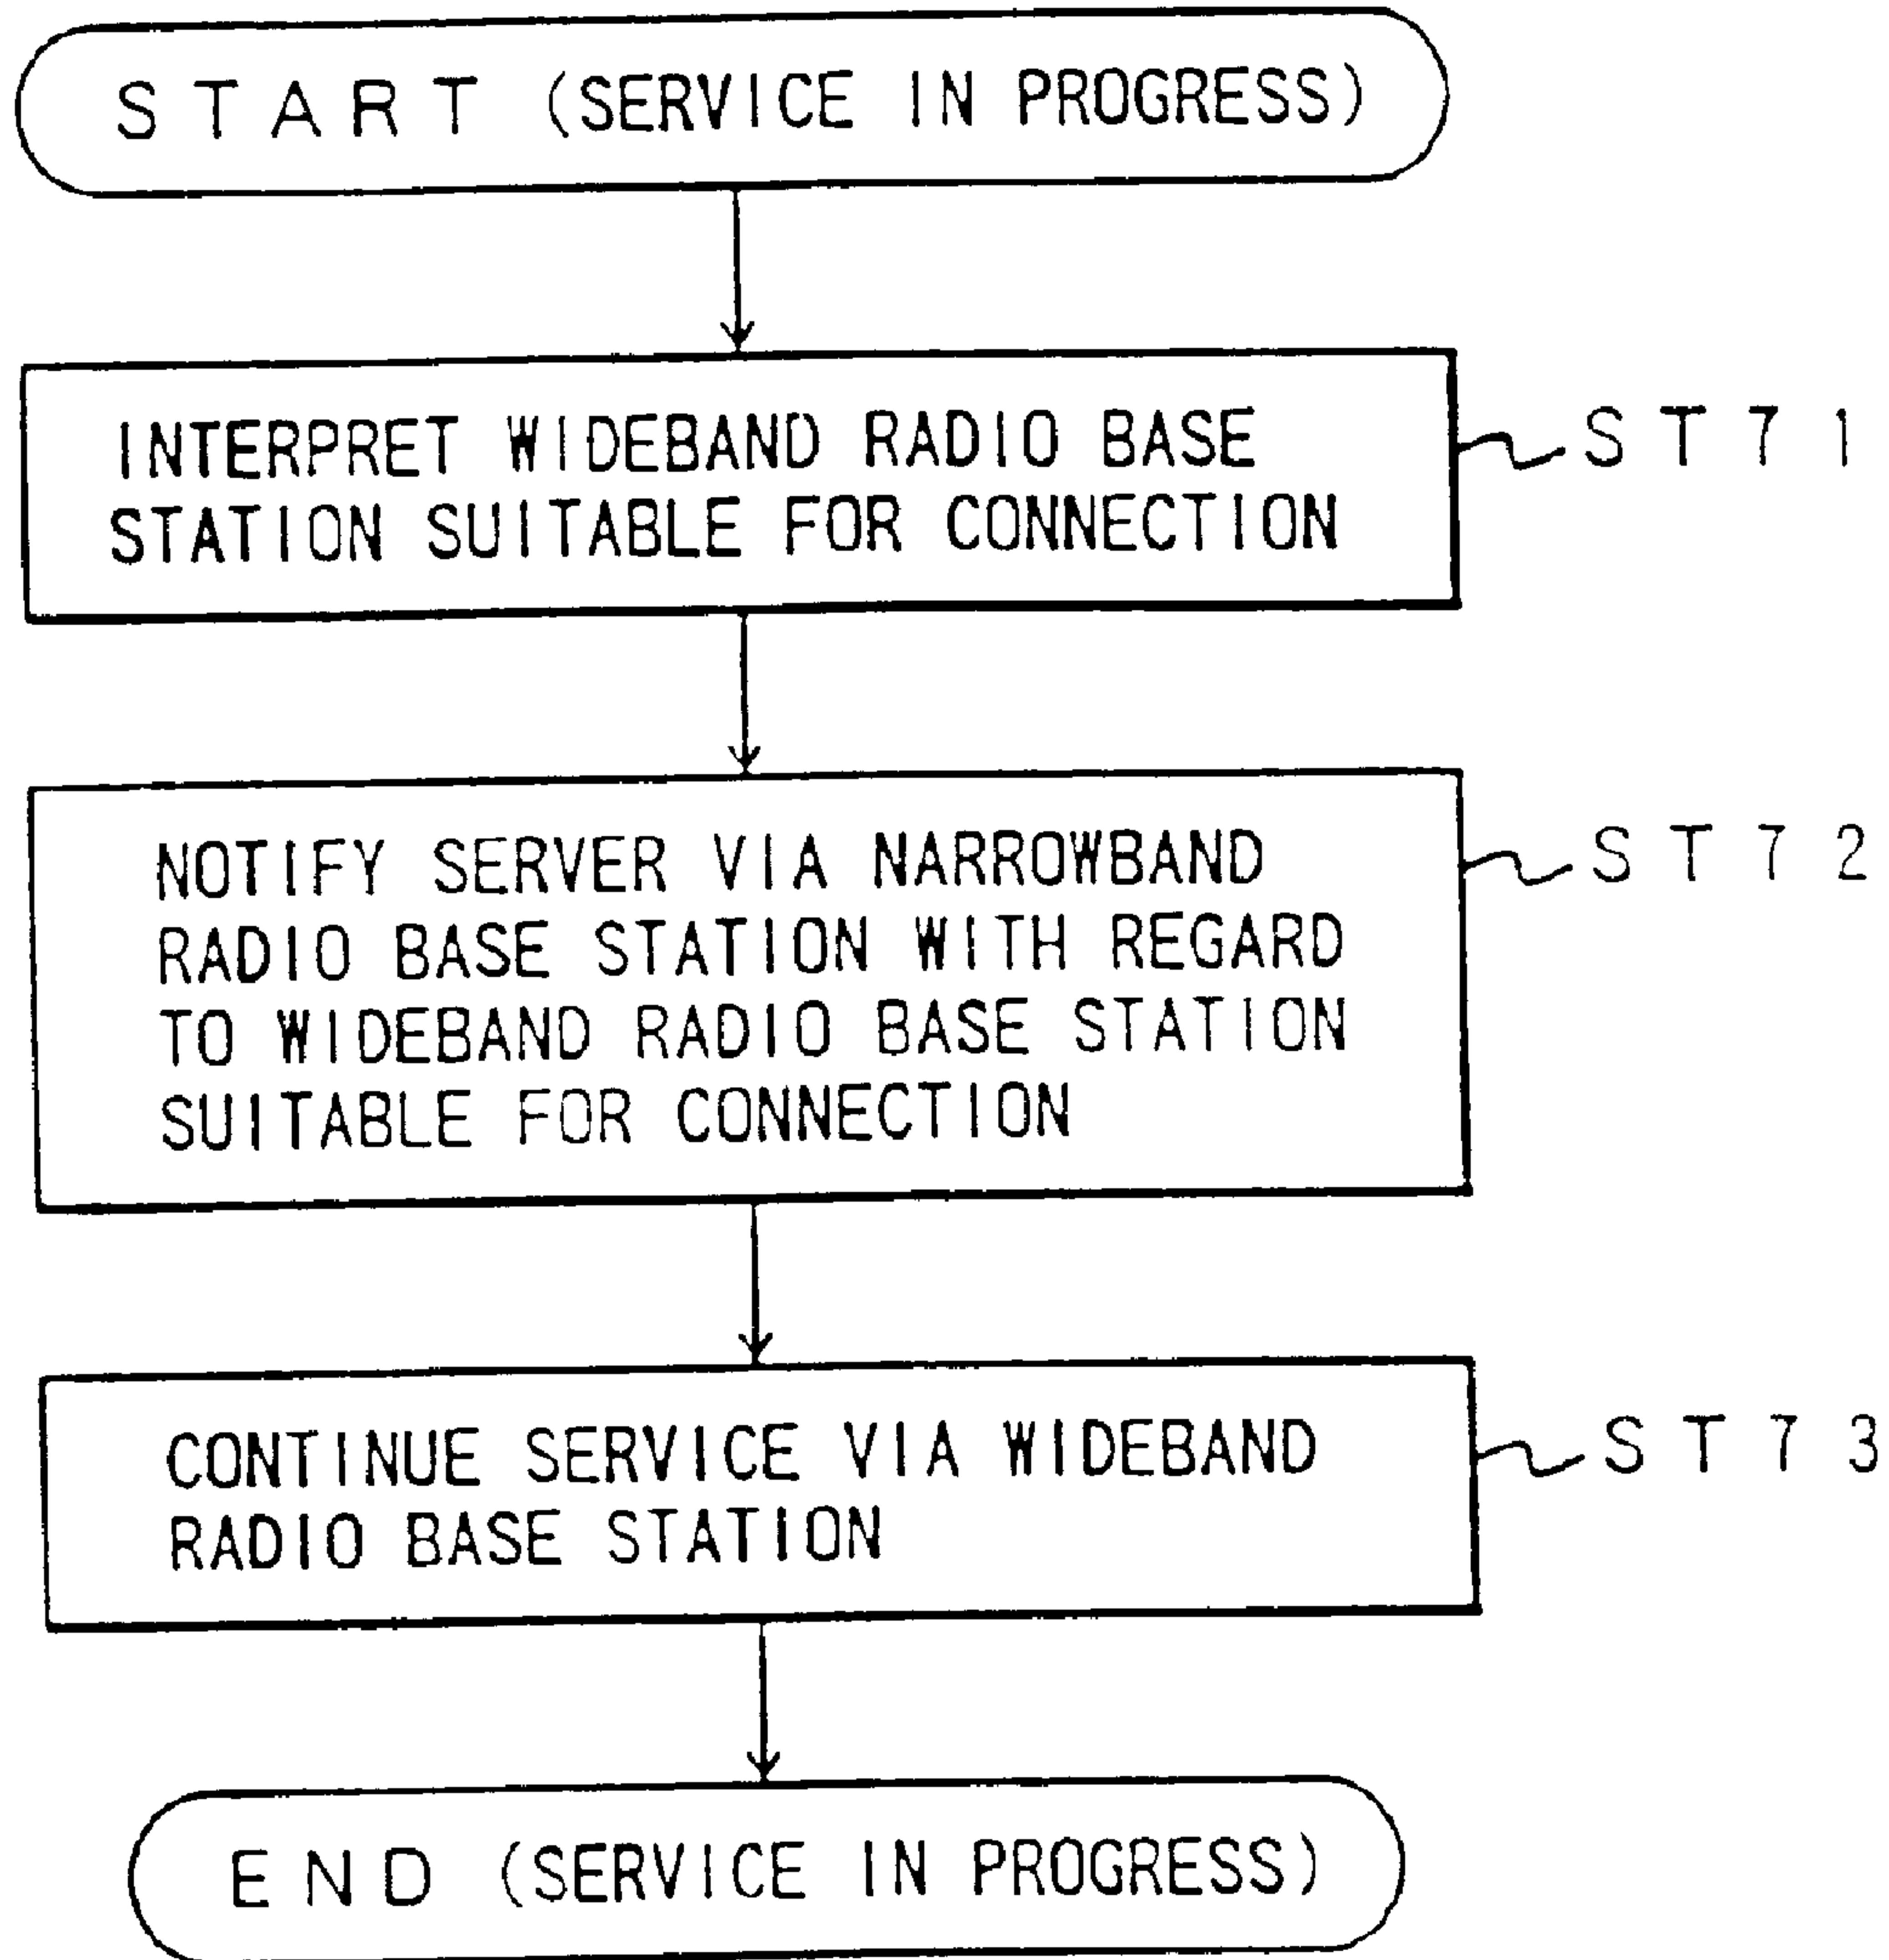 START (SERVICE IN PROGRESS)
INTERPRET WIDEBAND RADIO BASE
STATION SUITABLE FOR CONNECTION
ST71
NOTIFY SERVER VIA NARROWBAND
RADIO BASE STATION WITH REGARD
TO WIDEBAND RADIO BASE STATION
SUITABLE FOR CONNECTION
ST72
CONTINUE SERVICE VIA WIDEBAND
RADIO BASE STATION
ST73
END (SERVICE IN PROGRESS)